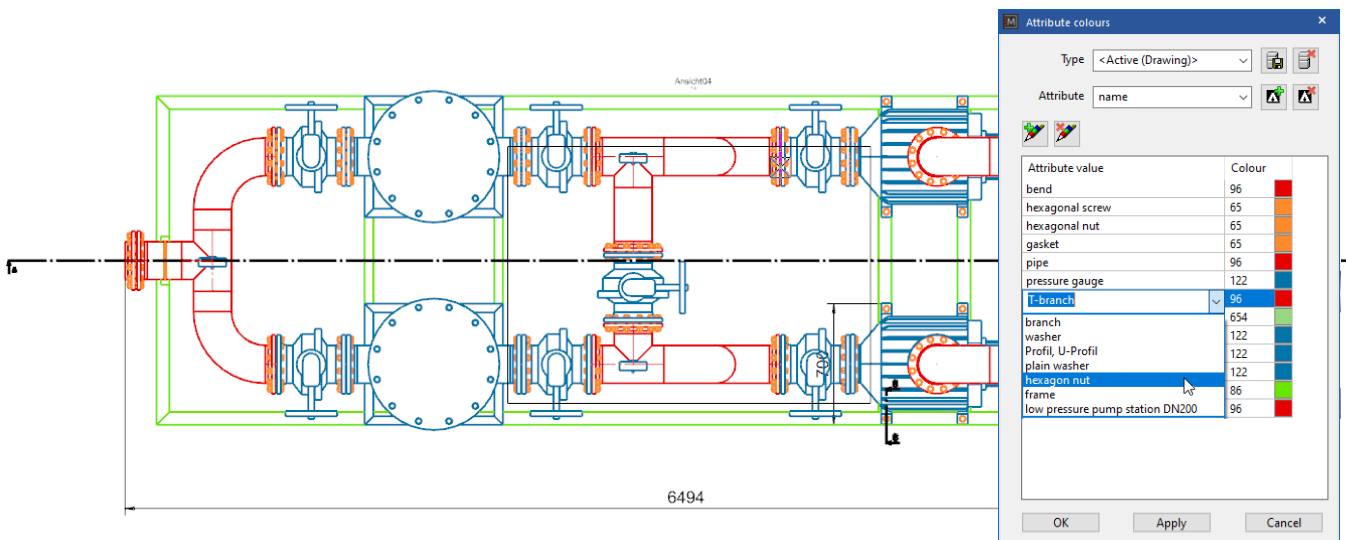 Attribute colours
Type <Active (Drawing)>
Attribute name
Attribute value Colour
bend 96
hexagonal screw 65
hexagonal nut 65
gasket 65
pipe 96
pressure gauge 122
T-branch 96
654
branch
washer 122
Profil, U-Profil 122
plain washer 122
hexagon nut
frame 86
low pressure pump station DN200 96
OK Apply Cancel
Ansicht04
700
6494